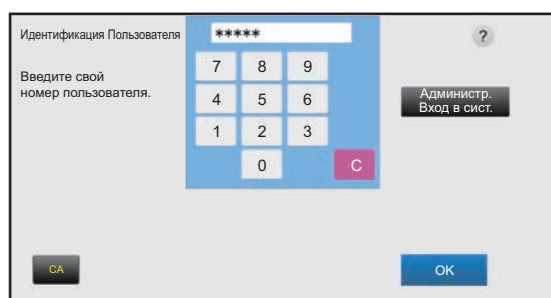 Идентификация Пользователя
*****
?
Введите свой
номер пользователя.
7 8 9
4 5 6
1 2 3
0 C
Администр.
Вход в сист.
CA
OK